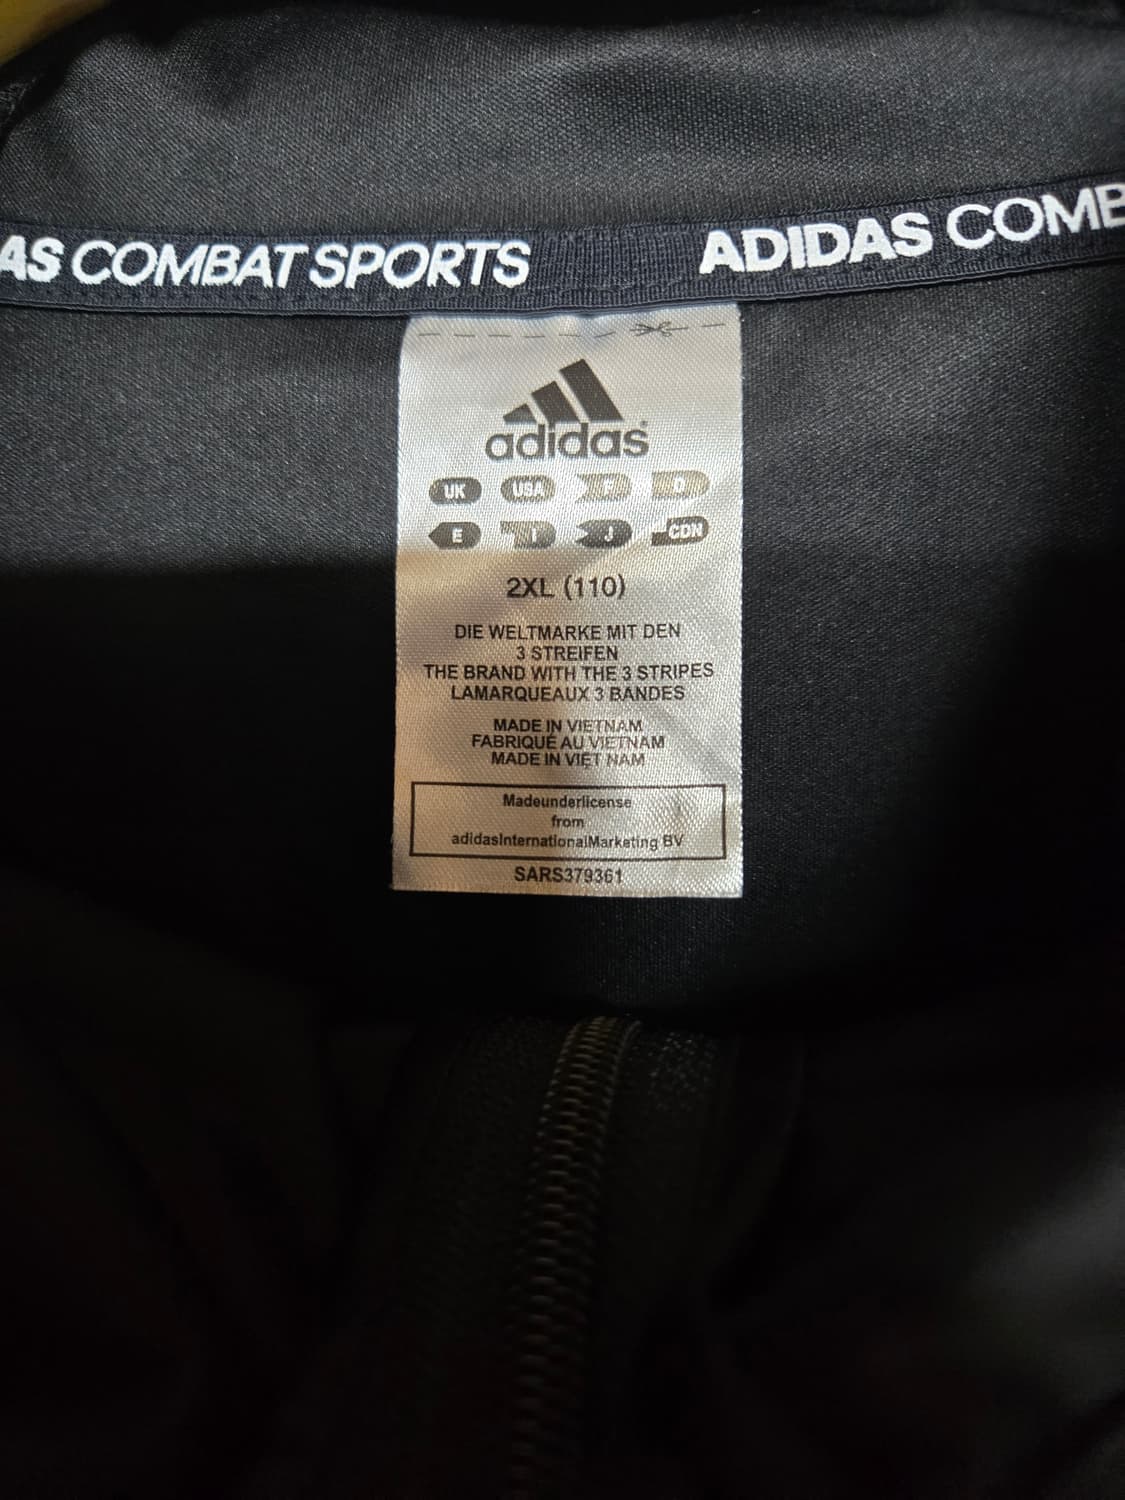 AS COMBAT SPORTS
ADIDAS COMB
adidas
UK USA F D
E I J CDN
2XL (110)
DIE WELTMARKE MIT DEN
3 STREIFEN
THE BRAND WITH THE 3 STRIPES
LAMARQUEAUX 3 BANDES
MADE IN VIETNAM
FABRIQUÉ AU VIETNAM
MADE IN VIỆT NAM
Madeunderlicense
from
adidasInternationalMarketing BV
SARS379361